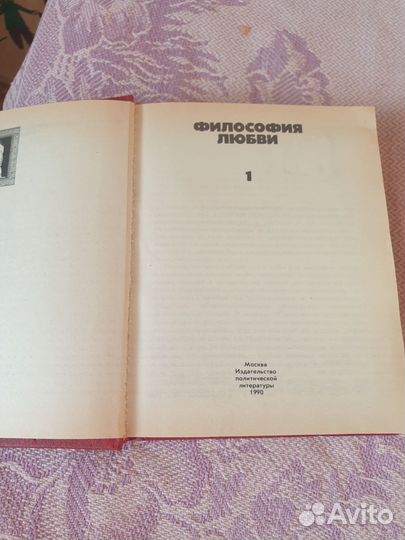 ФИЛОСОФИЯ
ЛЮБВИ
1
Москва
Издательство
политической
литературы
1990
Avito